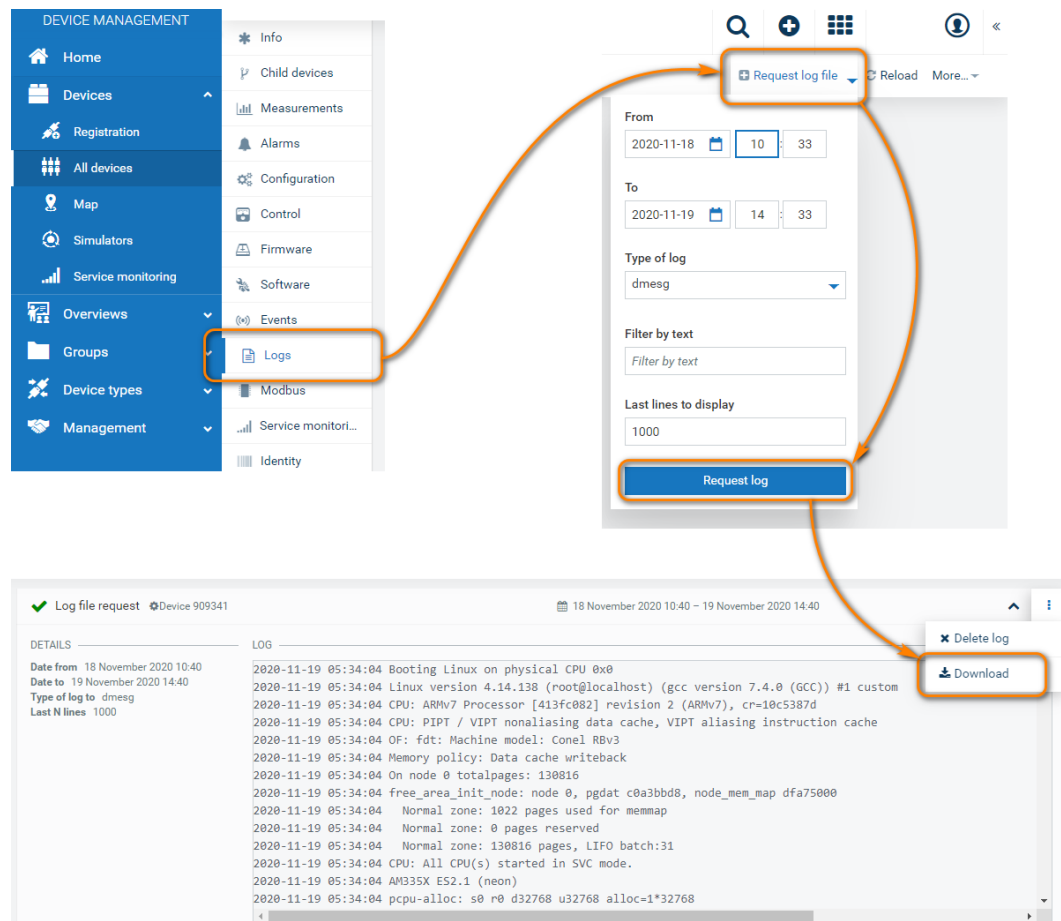 DEVICE MANAGEMENT
Home
Devices
Registration
All devices
Map
Simulators
Service monitoring
Overviews
Groups
Device types
Management
Info
Child devices
Measurements
Alarms
Configuration
Control
Firmware
Software
Events
Logs
Modbus
Service monitori...
Identity
«
Request log file Reload More...
From
2020-11-18 10 : 33
To
2020-11-19 14 : 33
Type of log
dmesg
Filter by text
Filter by text
Last lines to display
1000
Request log
Log file request Device 909341 18 November 2020 10:40 – 19 November 2020 14:40
Delete log
Download
DETAILS
Date from 18 November 2020 10:40
Date to 19 November 2020 14:40
Type of log to dmesg
Last N lines 1000
LOG
2020-11-19 05:34:04 Booting Linux on physical CPU 0x0
2020-11-19 05:34:04 Linux version 4.14.138 (root@localhost) (gcc version 7.4.0 (GCC)) #1 custom
2020-11-19 05:34:04 CPU: ARMv7 Processor [413fc082] revision 2 (ARMv7), cr=10c5387d
2020-11-19 05:34:04 CPU: PIPT / VIPT nonaliasing data cache, VIPT aliasing instruction cache
2020-11-19 05:34:04 OF: fdt: Machine model: Conel RBv3
2020-11-19 05:34:04 Memory policy: Data cache writeback
2020-11-19 05:34:04 On node 0 totalpages: 130816
2020-11-19 05:34:04 free_area_init_node: node 0, pgdat c0a3bbd8, node_mem_map dfa75000
2020-11-19 05:34:04   Normal zone: 1022 pages used for memmap
2020-11-19 05:34:04   Normal zone: 0 pages reserved
2020-11-19 05:34:04   Normal zone: 130816 pages, LIFO batch:31
2020-11-19 05:34:04 CPU: All CPU(s) started in SVC mode.
2020-11-19 05:34:04 AM335X ES2.1 (neon)
2020-11-19 05:34:04 pcpu-alloc: s0 r0 d32768 u32768 alloc=1*32768